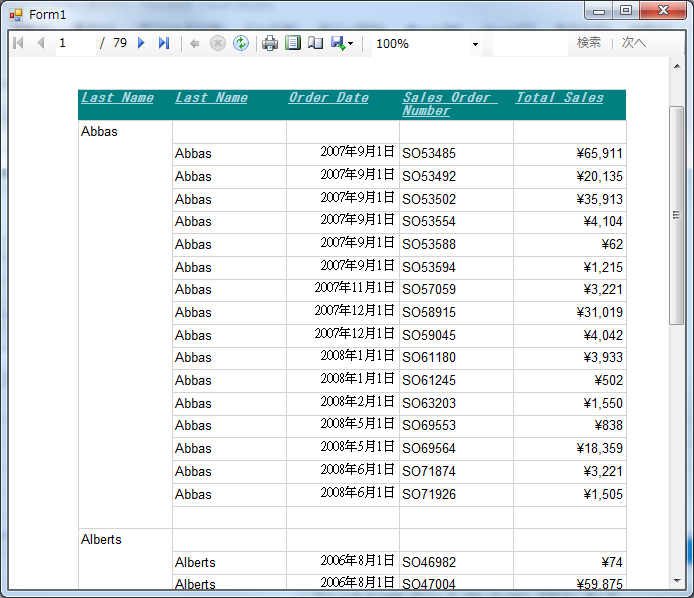 Form1
1 / 79 100% 検索 | 次へ
Last Name Last Name Order Date Sales Order Number Total Sales
Abbas
Abbas 2007年9月1日 SO53485 ¥65,911
Abbas 2007年9月1日 SO53492 ¥20,135
Abbas 2007年9月1日 SO53502 ¥35,913
Abbas 2007年9月1日 SO53554 ¥4,104
Abbas 2007年9月1日 SO53588 ¥62
Abbas 2007年9月1日 SO53594 ¥1,215
Abbas 2007年11月1日 SO57059 ¥3,221
Abbas 2007年12月1日 SO58915 ¥31,019
Abbas 2007年12月1日 SO59045 ¥4,042
Abbas 2008年1月1日 SO61180 ¥3,933
Abbas 2008年1月1日 SO61245 ¥502
Abbas 2008年2月1日 SO63203 ¥1,550
Abbas 2008年5月1日 SO69553 ¥838
Abbas 2008年5月1日 SO69564 ¥18,359
Abbas 2008年6月1日 SO71874 ¥3,221
Abbas 2008年6月1日 SO71926 ¥1,505
Alberts
Alberts 2006年8月1日 SO46982 ¥74
Alberts 2006年8月1日 SO47004 ¥59,875